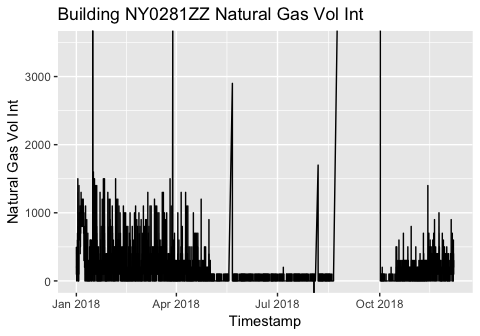 Building NY0281ZZ Natural Gas Vol Int
Natural Gas Vol Int
3000
2000
1000
0
Jan 2018 Apr 2018 Jul 2018 Oct 2018
Timestamp